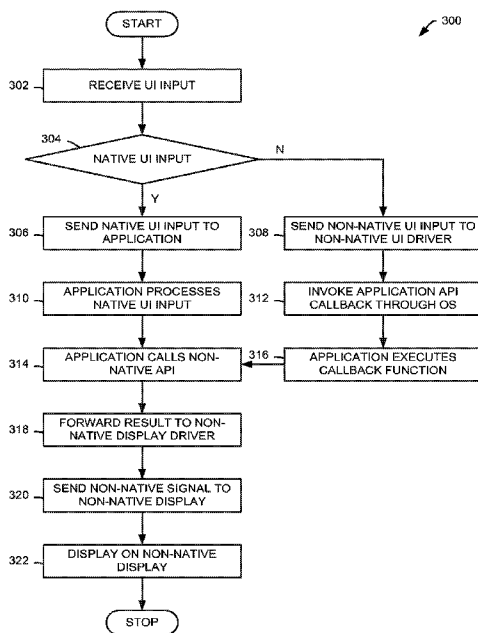 START
300
302
RECEIVE UI INPUT
304
NATIVE UI INPUT
N
Y
306
SEND NATIVE UI INPUT TO
APPLICATION
308
SEND NON-NATIVE UI INPUT TO
NON-NATIVE UI DRIVER
310
APPLICATION PROCESSES
NATIVE UI INPUT
312
INVOKE APPLICATION API
CALLBACK THROUGH OS
314
APPLICATION CALLS NON-
NATIVE API
316
APPLICATION EXECUTES
CALLBACK FUNCTION
318
FORWARD RESULT TO NON-
NATIVE DISPLAY DRIVER
320
SEND NON-NATIVE SIGNAL TO
NON-NATIVE DISPLAY
322
DISPLAY ON NON-NATIVE
DISPLAY
STOP